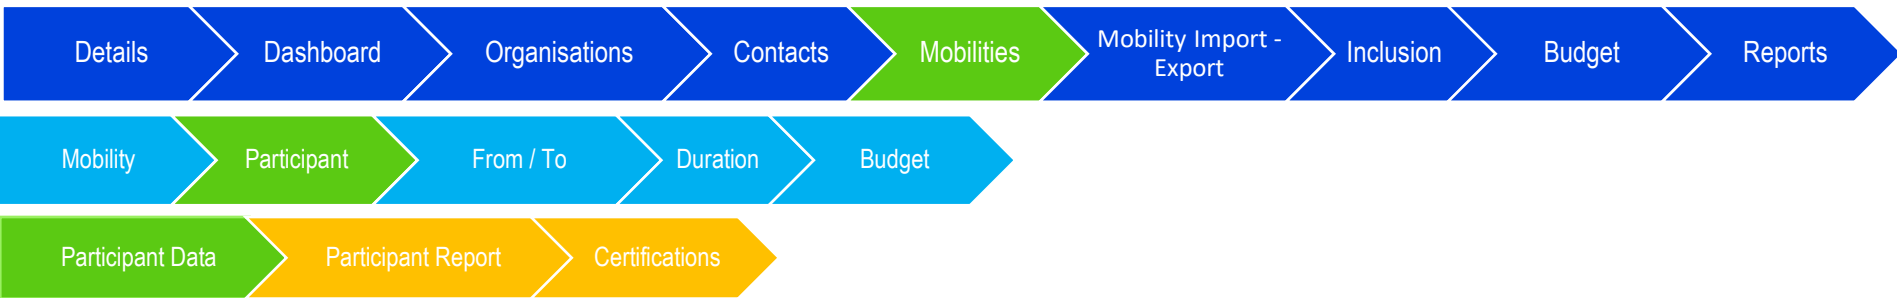 Details
Dashboard
Organisations
Contacts
Mobilities
Mobility Import -
Export
Inclusion
Budget
Reports
Mobility
Participant
From / To
Duration
Budget
Participant Data
Participant Report
Certifications